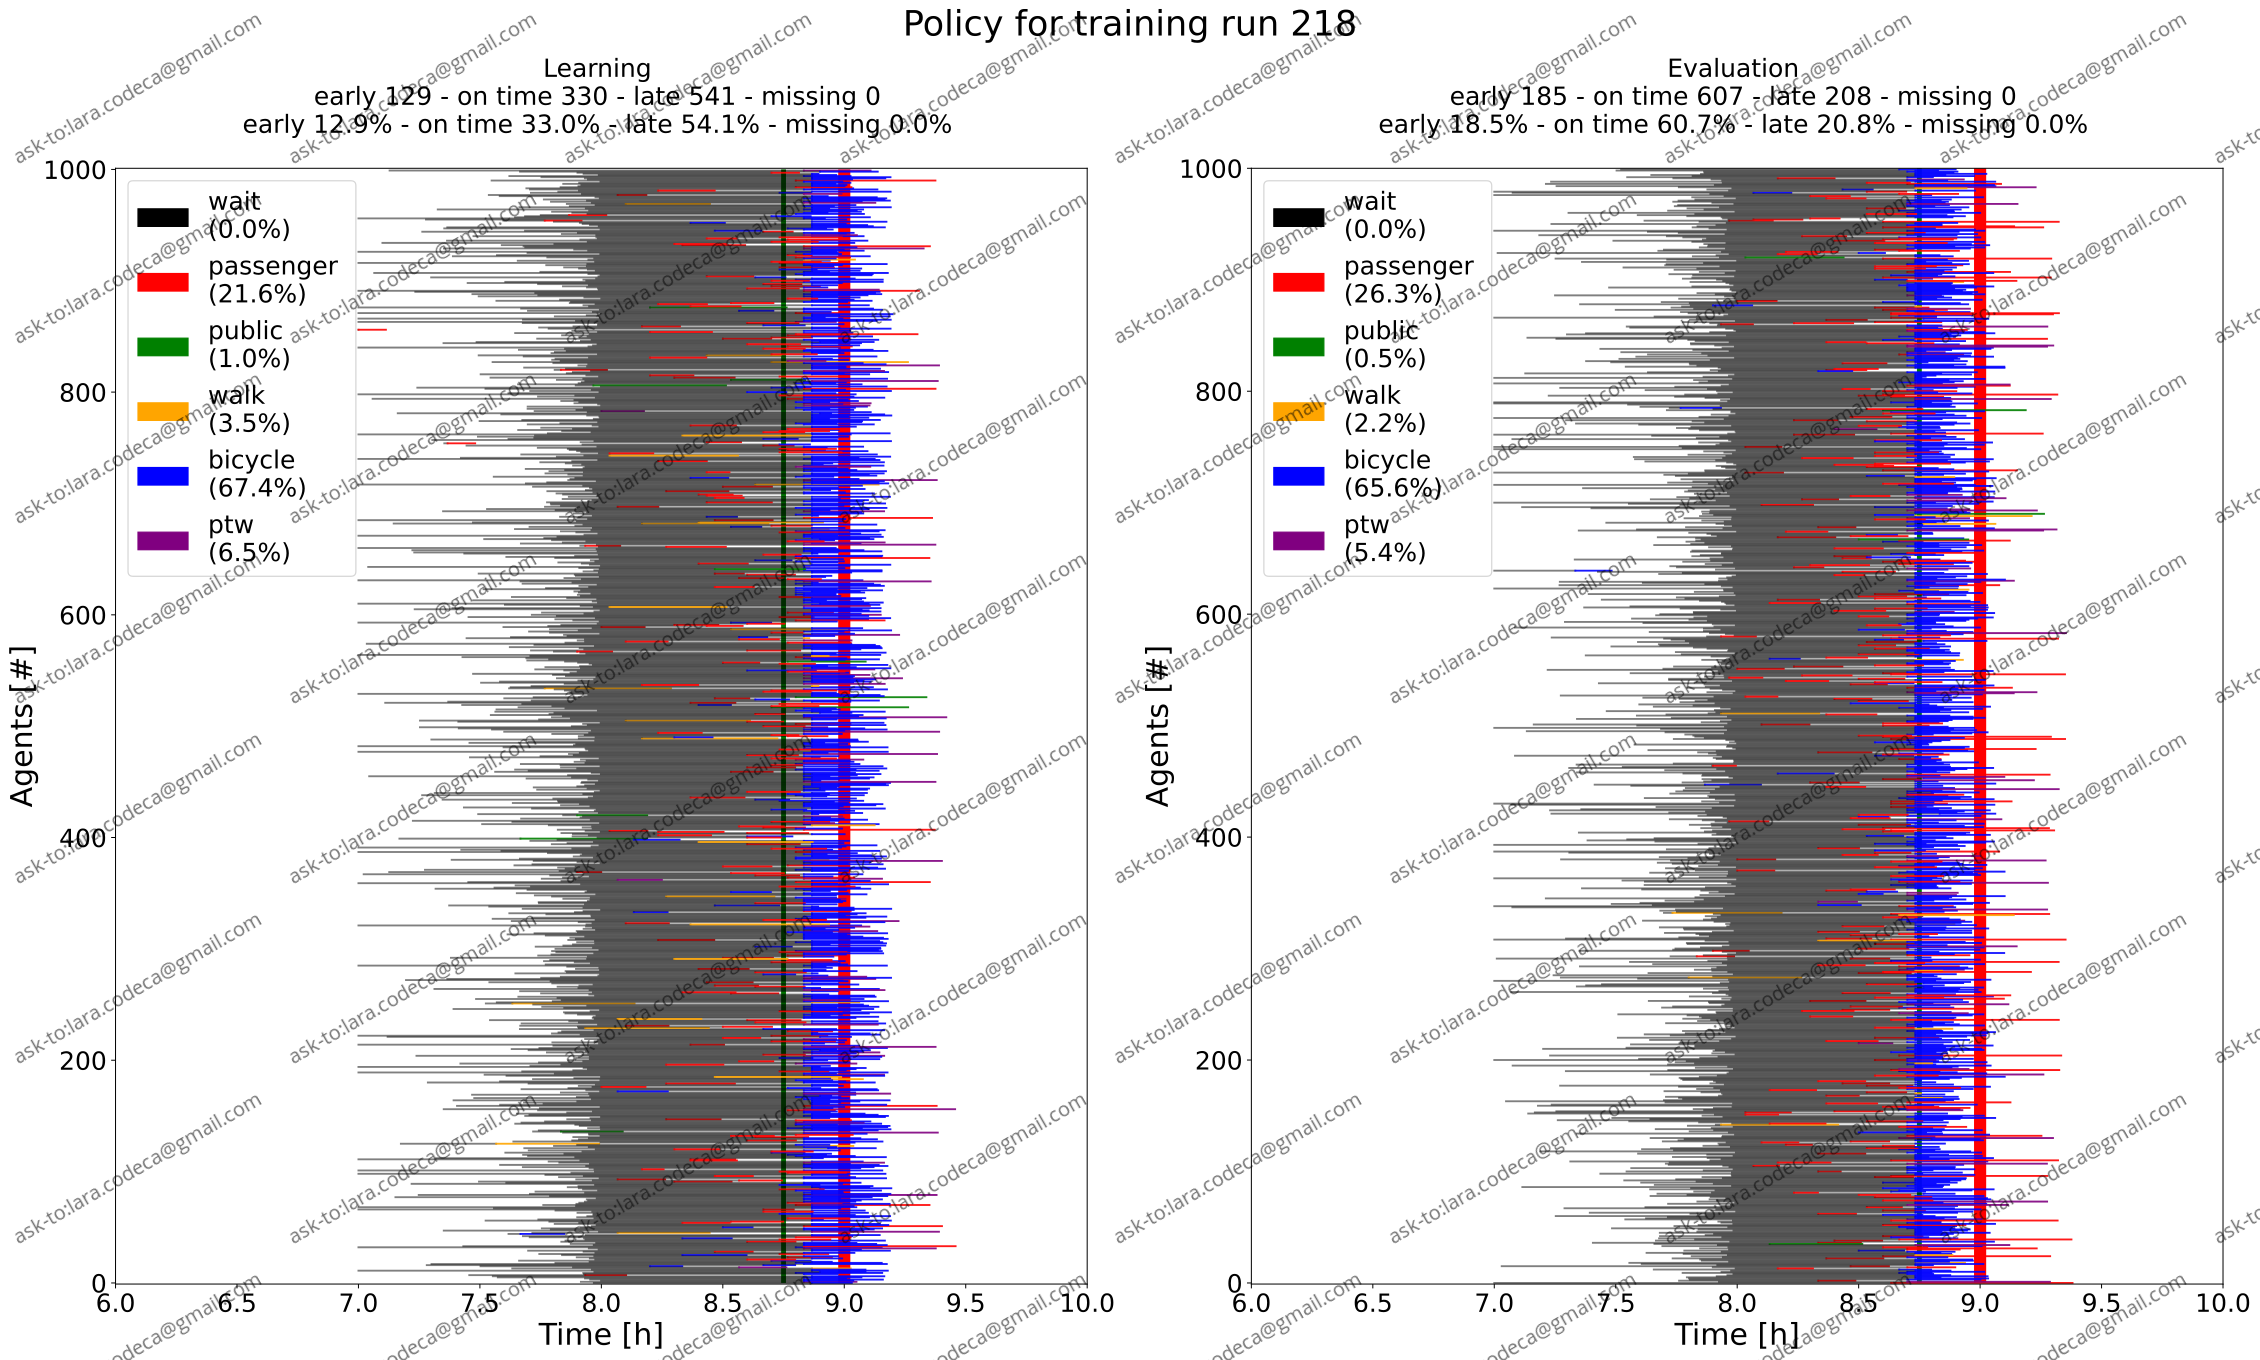 Policy for training run 218
Learning
early 129 - on time 330 - late 541 - missing 0
early 12.9% - on time 33.0% - late 54.1% - missing 0.0%
1000
800
600
400
200
0
Agents [#]
wait
(0.0%)
passenger
(21.6%)
public
(1.0%)
walk
(3.5%)
bicycle
(67.4%)
ptw
(6.5%)
6.0 6.5 7.0 7.5 8.0 8.5 9.0 9.5 10.0
Time [h]
Evaluation
early 185 - on time 607 - late 208 - missing 0
early 18.5% - on time 60.7% - late 20.8% - missing 0.0%
1000
800
600
400
200
0
Agents [#]
wait
(0.0%)
passenger
(26.3%)
public
(0.5%)
walk
(2.2%)
bicycle
(65.6%)
ptw
(5.4%)
6.0 6.5 7.0 7.5 8.0 8.5 9.0 9.5 10.0
Time [h]
ask-to:lara.codeca@gmail.com